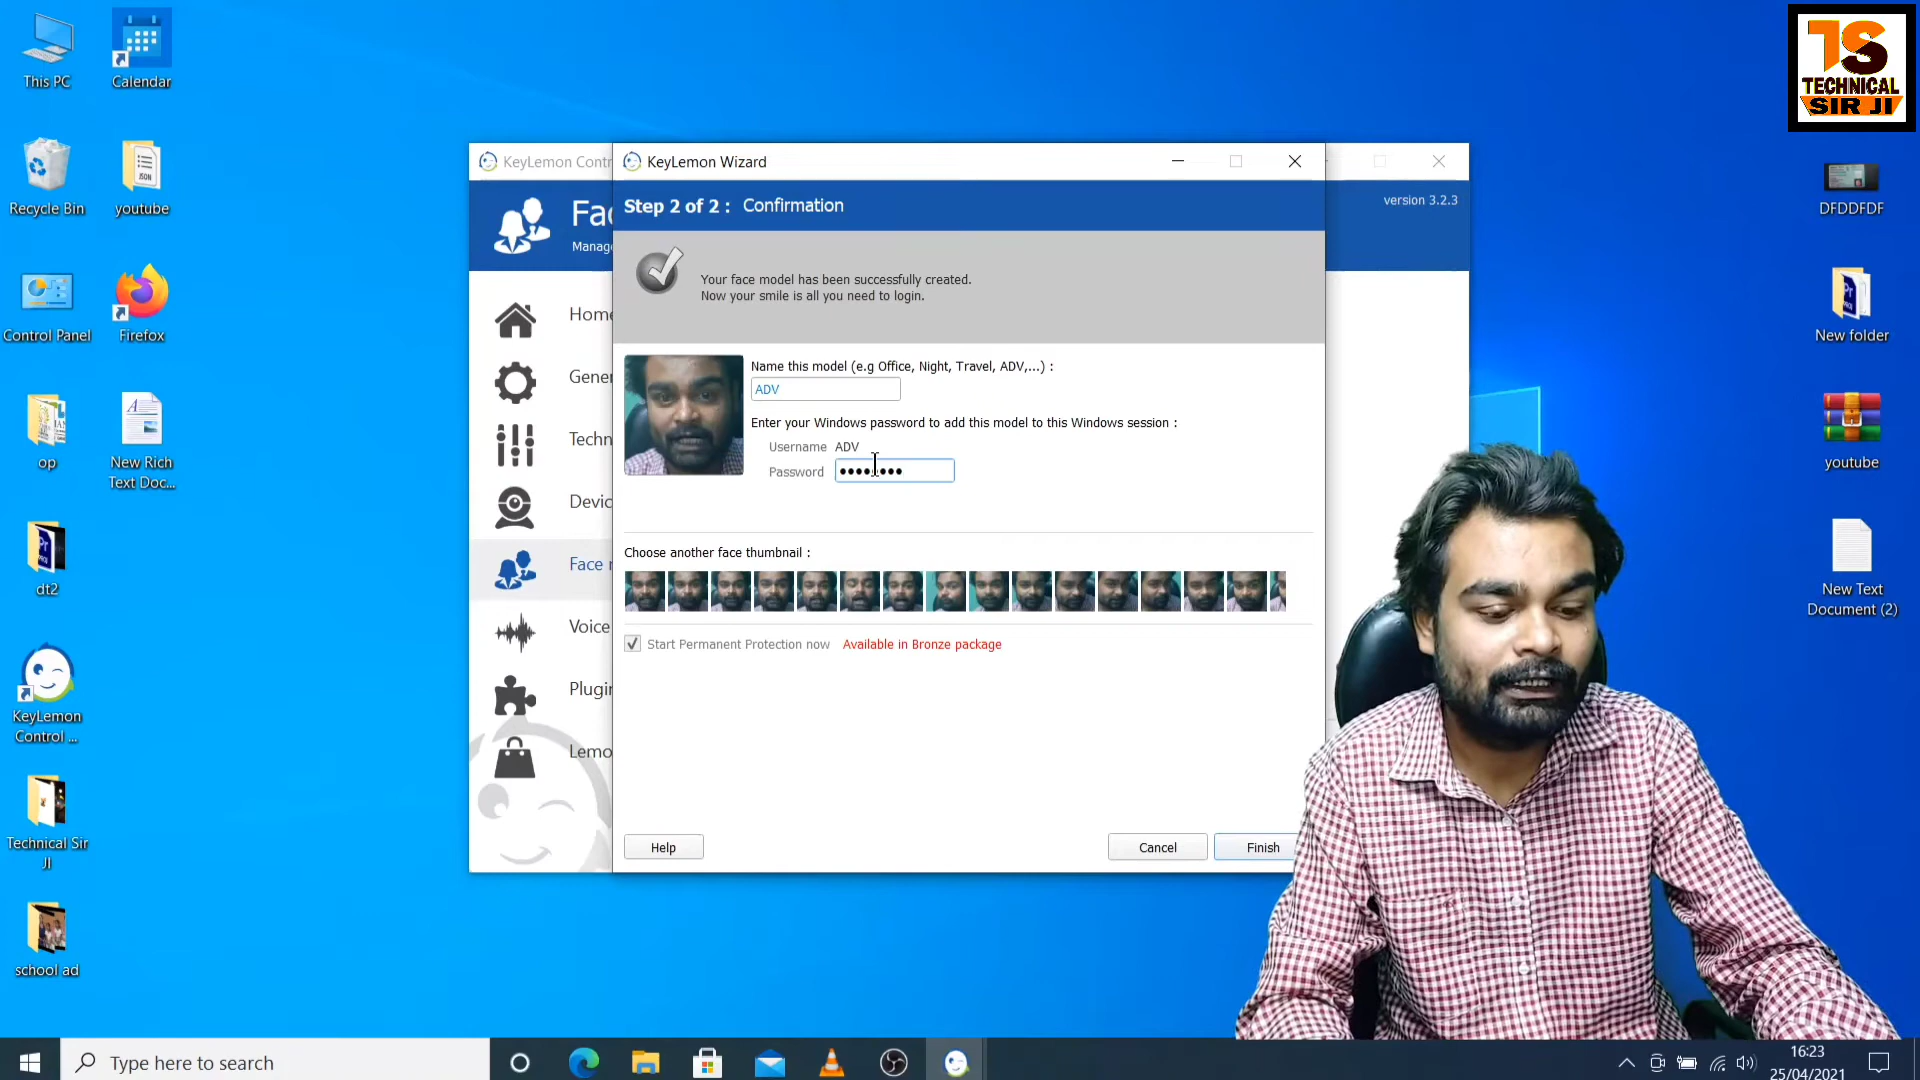 This PC
Calendar
Recycle Bin
youtube
Control Panel
Firefox
op
New Rich
Text Doc...
dt2
KeyLemon
Control ...
Technical Sir
JI
school ad
TS
TECHNICAL
SIR JI
DFDDFDF
New folder
youtube
New Text
Document (2)
KeyLemon Contr
version 3.2.3
Fac
Manag
Home
Gener
Techn
Devic
Face r
Voice
Plugin
Lemo
KeyLemon Wizard
Step 2 of 2 : Confirmation
Your face model has been successfully created.
Now your smile is all you need to login.
Name this model (e.g Office, Night, Travel, ADV,...) :
ADV
Enter your Windows password to add this model to this Windows session :
Username ADV
Password
Choose another face thumbnail :
Start Permanent Protection now Available in Bronze package
Help
Cancel
Finish
Type here to search
16:23
25/04/2021